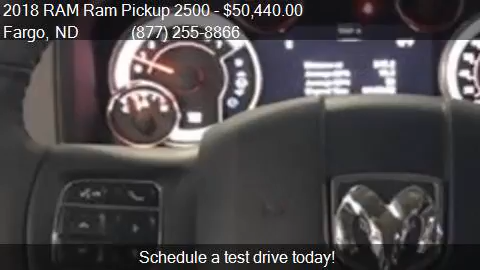 2018 RAM Ram Pickup 2500 - $50,440.00
Fargo, ND (877) 255-8866
Schedule a test drive today!